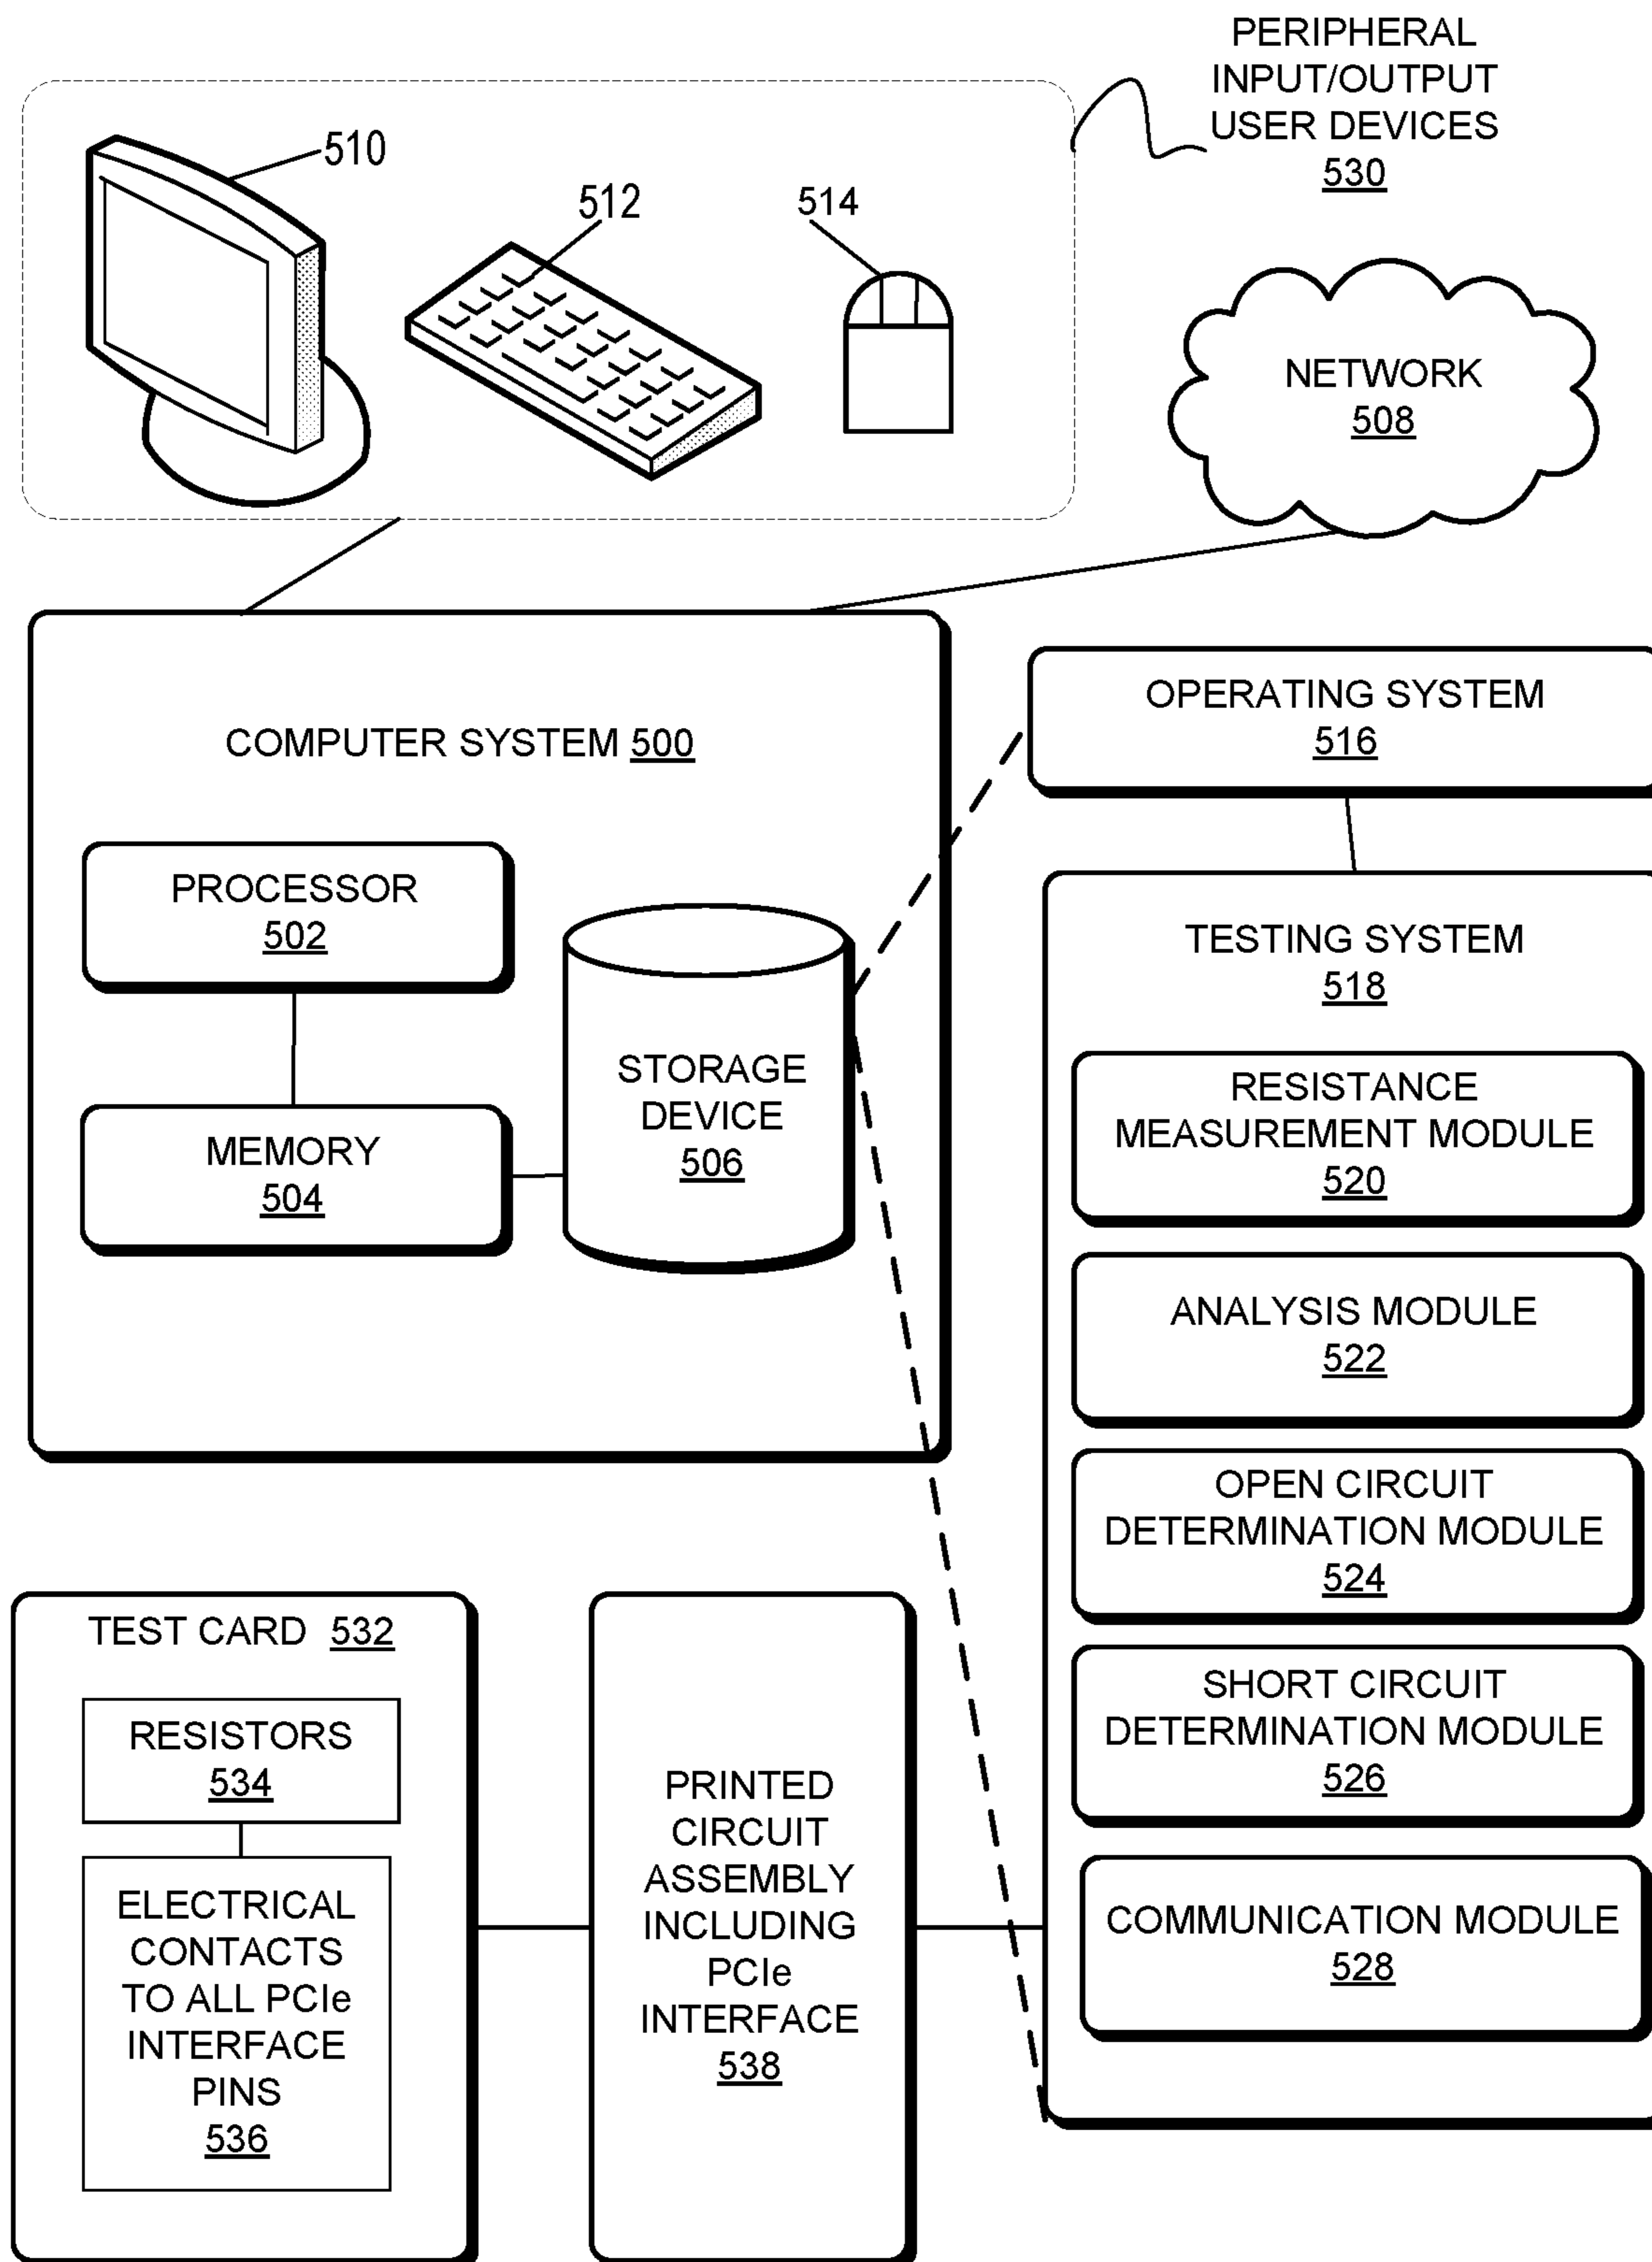 PERIPHERAL
INPUT/OUTPUT
USER DEVICES
530
510
512
514
NETWORK
508
COMPUTER SYSTEM 500
PROCESSOR
502
MEMORY
504
STORAGE
DEVICE
506
OPERATING SYSTEM
516
TESTING SYSTEM
518
RESISTANCE
MEASUREMENT MODULE
520
ANALYSIS MODULE
522
OPEN CIRCUIT
DETERMINATION MODULE
524
SHORT CIRCUIT
DETERMINATION MODULE
526
COMMUNICATION MODULE
528
TEST CARD 532
RESISTORS
534
ELECTRICAL
CONTACTS
TO ALL PCIe
INTERFACE
PINS
536
PRINTED
CIRCUIT
ASSEMBLY
INCLUDING
PCIe
INTERFACE
538